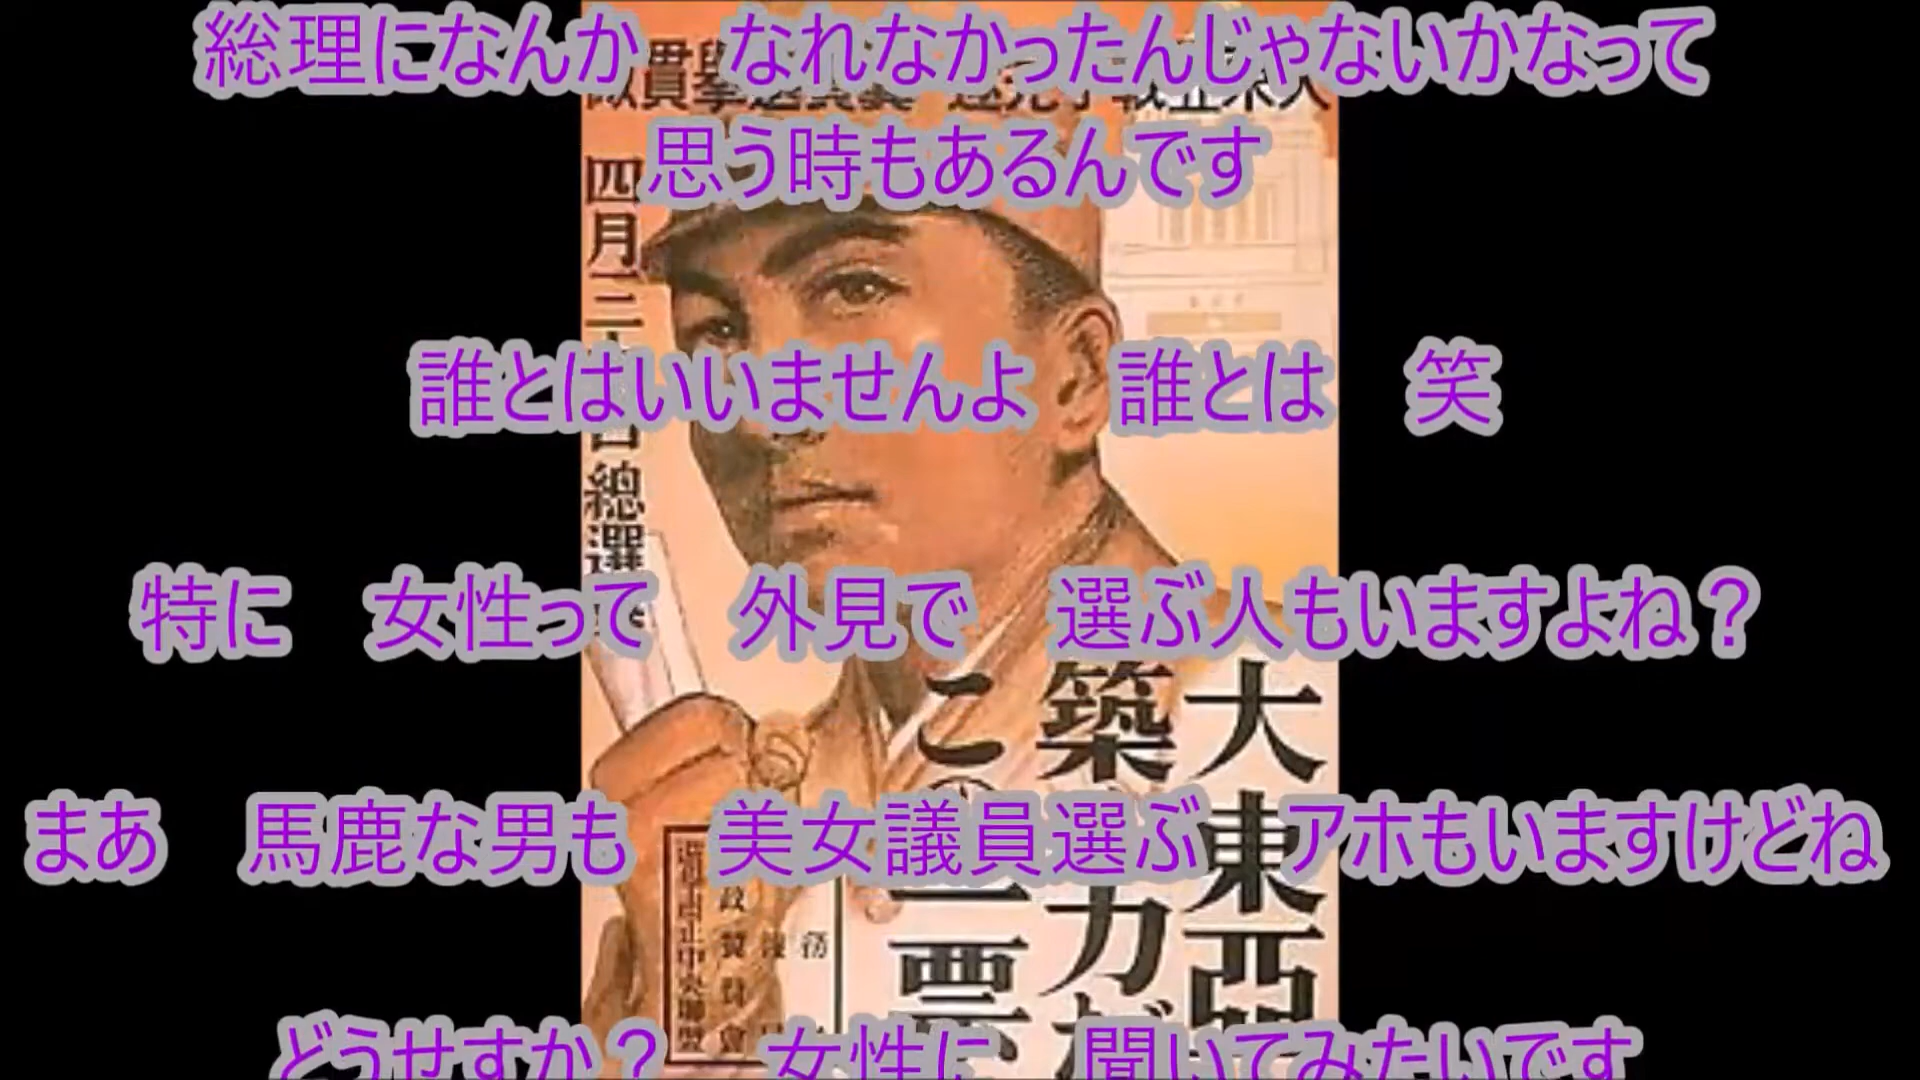 総理になんか　なれなかったんじゃないかなって
思う時もあるんです
誰とはいいませんよ　誰とは　笑
特に　女性って　外見で　選ぶ人もいますよね？
まあ　馬鹿な男も　美女議員選ぶ　アホもいますけどね
どうせすか？　女性に　聞いてみたいです
四月三十日總選
大東亞
築く力だ
この一票